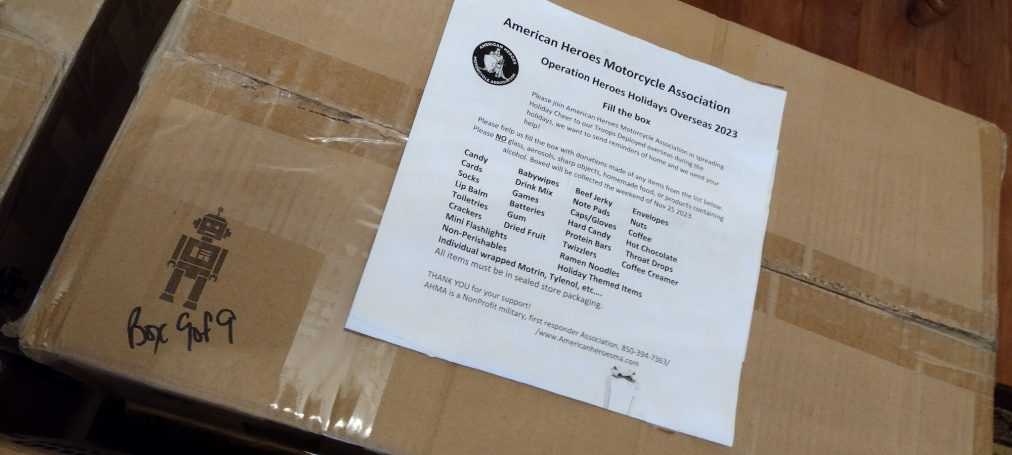 American Heroes Motorcycle Association
AMERICAN HEROES
MOTORCYCLE ASSOCIATION
Operation Heroes Holidays Overseas 2023
Fill the box
Please join American Heroes Motorcycle Association in spreading
Holiday Cheer to our Troops Deployed overseas during the
holidays, we want to send reminders of home and we need your
help!
Please help us fill the box with donations made of any items from the list below.
Please NO glass, aerosols, sharp objects, homemade food, or products containing
alcohol. Boxed will be collected the weekend of Nov 25 2023.
Candy Babywipes Beef Jerky Envelopes
Cards Drink Mix Note Pads Nuts
Socks Games Caps/Gloves Coffee
Lip Balm Batteries Hard Candy Hot Chocolate
Toiletries Gum Protein Bars Throat Drops
Crackers Dried Fruit Twizzlers Coffee Creamer
Mini Flashlights Ramen Noodles
Non-Perishables Holiday Themed Items
Individual wrapped Motrin, Tylenol, etc....
All items must be in sealed store packaging.
THANK YOU for your support!
AHMA is a NonProfit military, first responder Association, 850-394-7363/
/www.Americanheroesma.com
Box 9 of 9